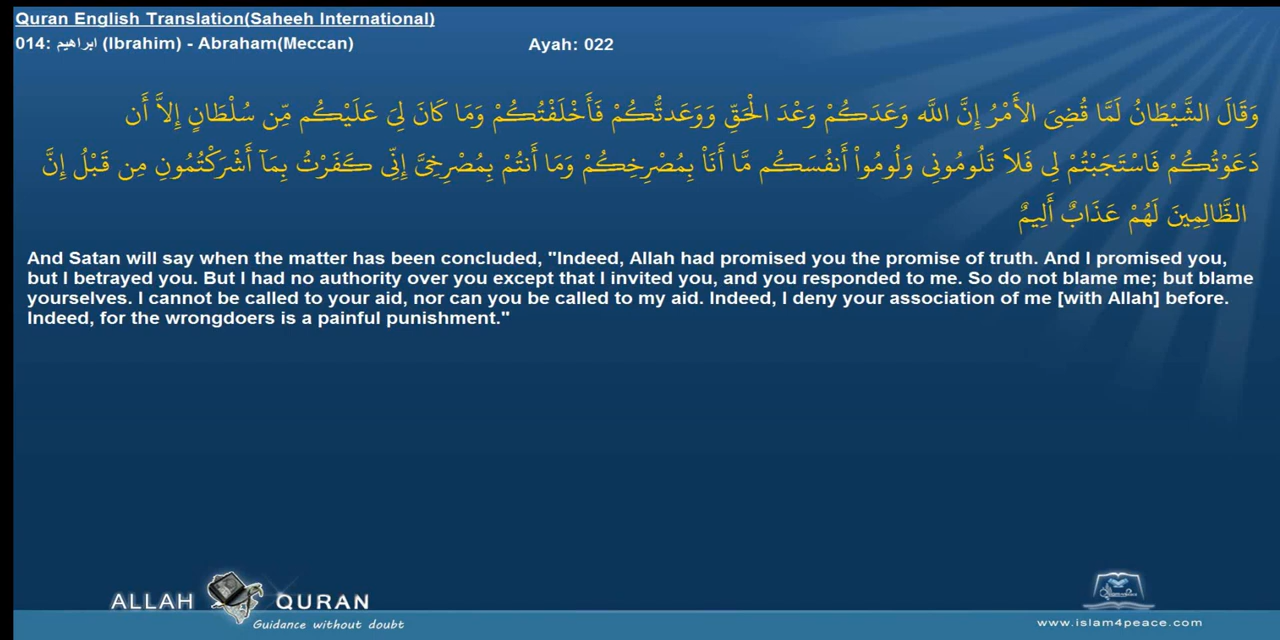 Quran English Translation(Saheeh International)
014: ابراهيم (Ibrahim) - Abraham(Meccan)
Ayah: 022
وَقَالَ الشَّيْطَانُ لَمَّا قُضِىَ الأَمْرُ إِنَّ اللَّه وَعَدَكُمْ وَعْدَ الْحَقِّ وَوَعَدتُّكُمْ فَأَخْلَفْتُكُمْ وَمَا كَانَ لِىَ عَلَيْكُم مِّن سُلْطَانٍ إِلاَّ أَن
دَعَوْتُكُمْ فَاسْتَجَبْتُمْ لِى فَلاَ تَلُومُونِى وَلُومُواْ أَنفُسَكُم مَّا أَنَاْ بِمُصْرِخِكُمْ وَمَا أَنتُمْ بِمُصْرِخِىَّ إِنِّى كَفَرْتُ بِمَآ أَشْرَكْتُمُونِ مِن قَبْلُ إِنَّ
الظَّالِمِينَ لَهُمْ عَذَابٌ أَلِيمٌ
And Satan will say when the matter has been concluded, "Indeed, Allah had promised you the promise of truth. And I promised you,
but I betrayed you. But I had no authority over you except that I invited you, and you responded to me. So do not blame me; but blame
yourselves. I cannot be called to your aid, nor can you be called to my aid. Indeed, I deny your association of me [with Allah] before.
Indeed, for the wrongdoers is a painful punishment."
ALLAH QURAN
Guidance without doubt
www.islam4peace.com